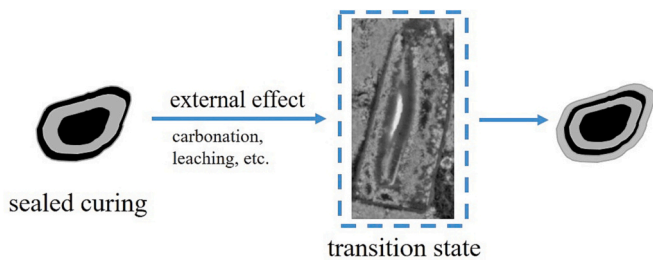 external effect
carbonation,
leaching, etc.
sealed curing
transition state